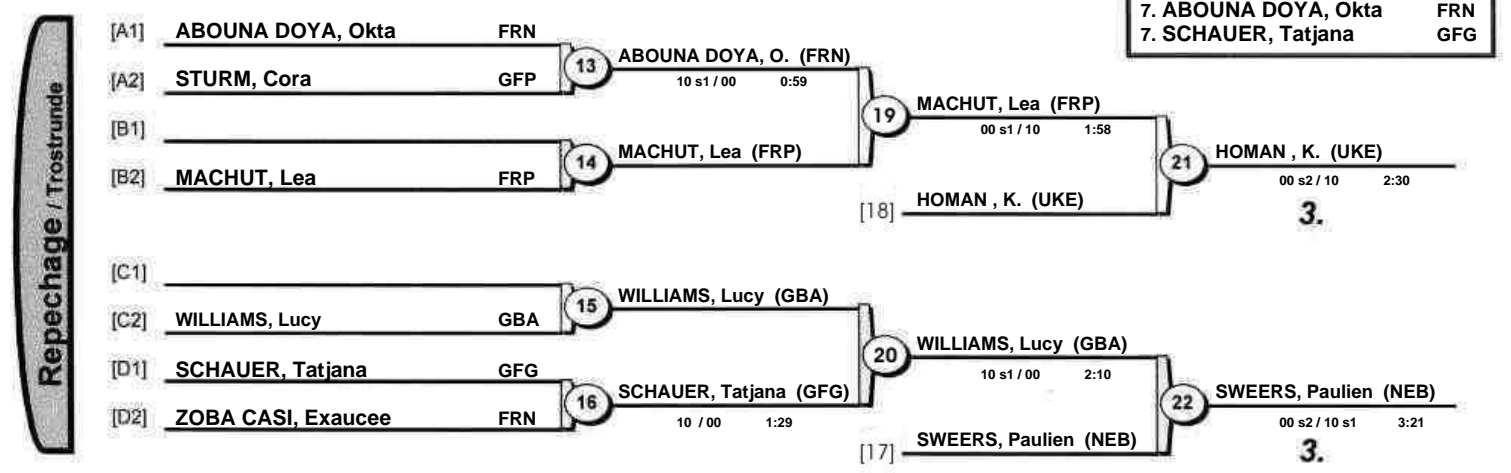 7. ABOUNA DOYA, Okta FRN
7. SCHAUER, Tatjana GFG
Repechage / Trostrunde
[A1] ABOUNA DOYA, Okta FRN
13 ABOUNA DOYA, O. (FRN)
10 s1 / 00 0:59
[A2] STURM, Cora GFP
19 MACHUT, Lea (FRP)
00 s1 / 10 1:58
[B1]
14 MACHUT, Lea (FRP)
[B2] MACHUT, Lea FRP
21 HOMAN , K. (UKE)
00 s2 / 10 2:30
[18] HOMAN , K. (UKE)
3.
[C1]
15 WILLIAMS, Lucy (GBA)
[C2] WILLIAMS, Lucy GBA
20 WILLIAMS, Lucy (GBA)
10 s1 / 00 2:10
[D1] SCHAUER, Tatjana GFG
16 SCHAUER, Tatjana (GFG)
10 / 00 1:29
[D2] ZOBA CASI, Exaucee FRN
22 SWEERS, Paulien (NEB)
00 s2 / 10 s1 3:21
[17] SWEERS, Paulien (NEB)
3.